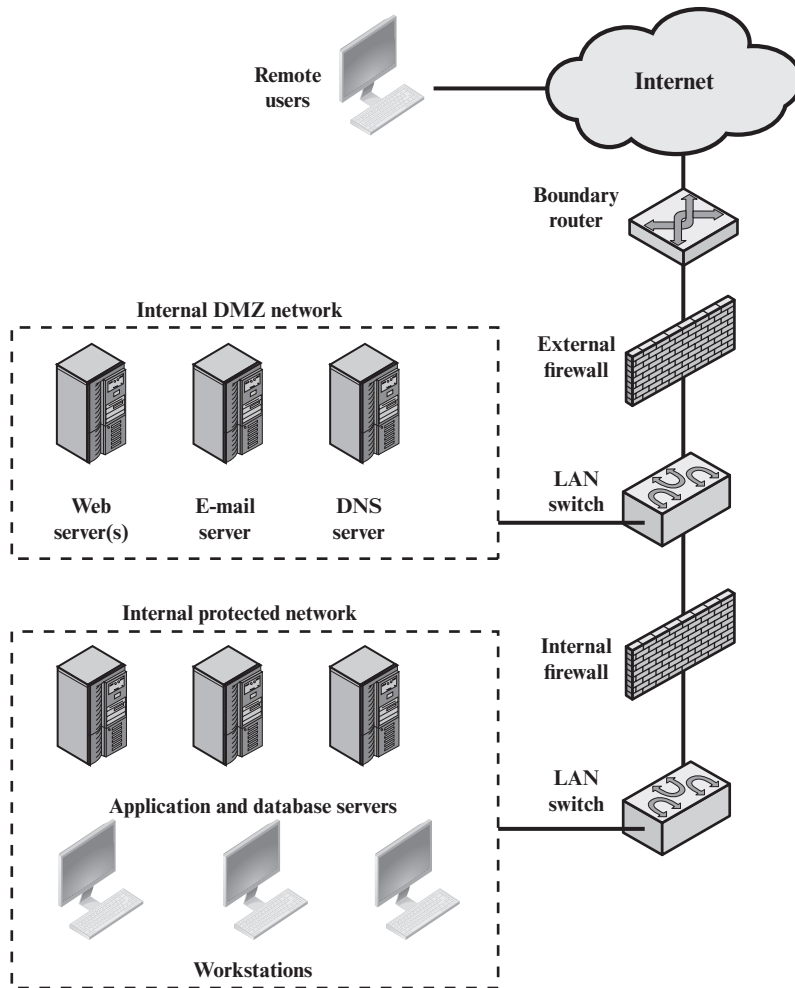 Remote
users
Internet
Boundary
router
Internal DMZ network
External
firewall
Web
server(s)
E-mail
server
DNS
server
LAN
switch
Internal protected network
Internal
firewall
Application and database servers
LAN
switch
Workstations